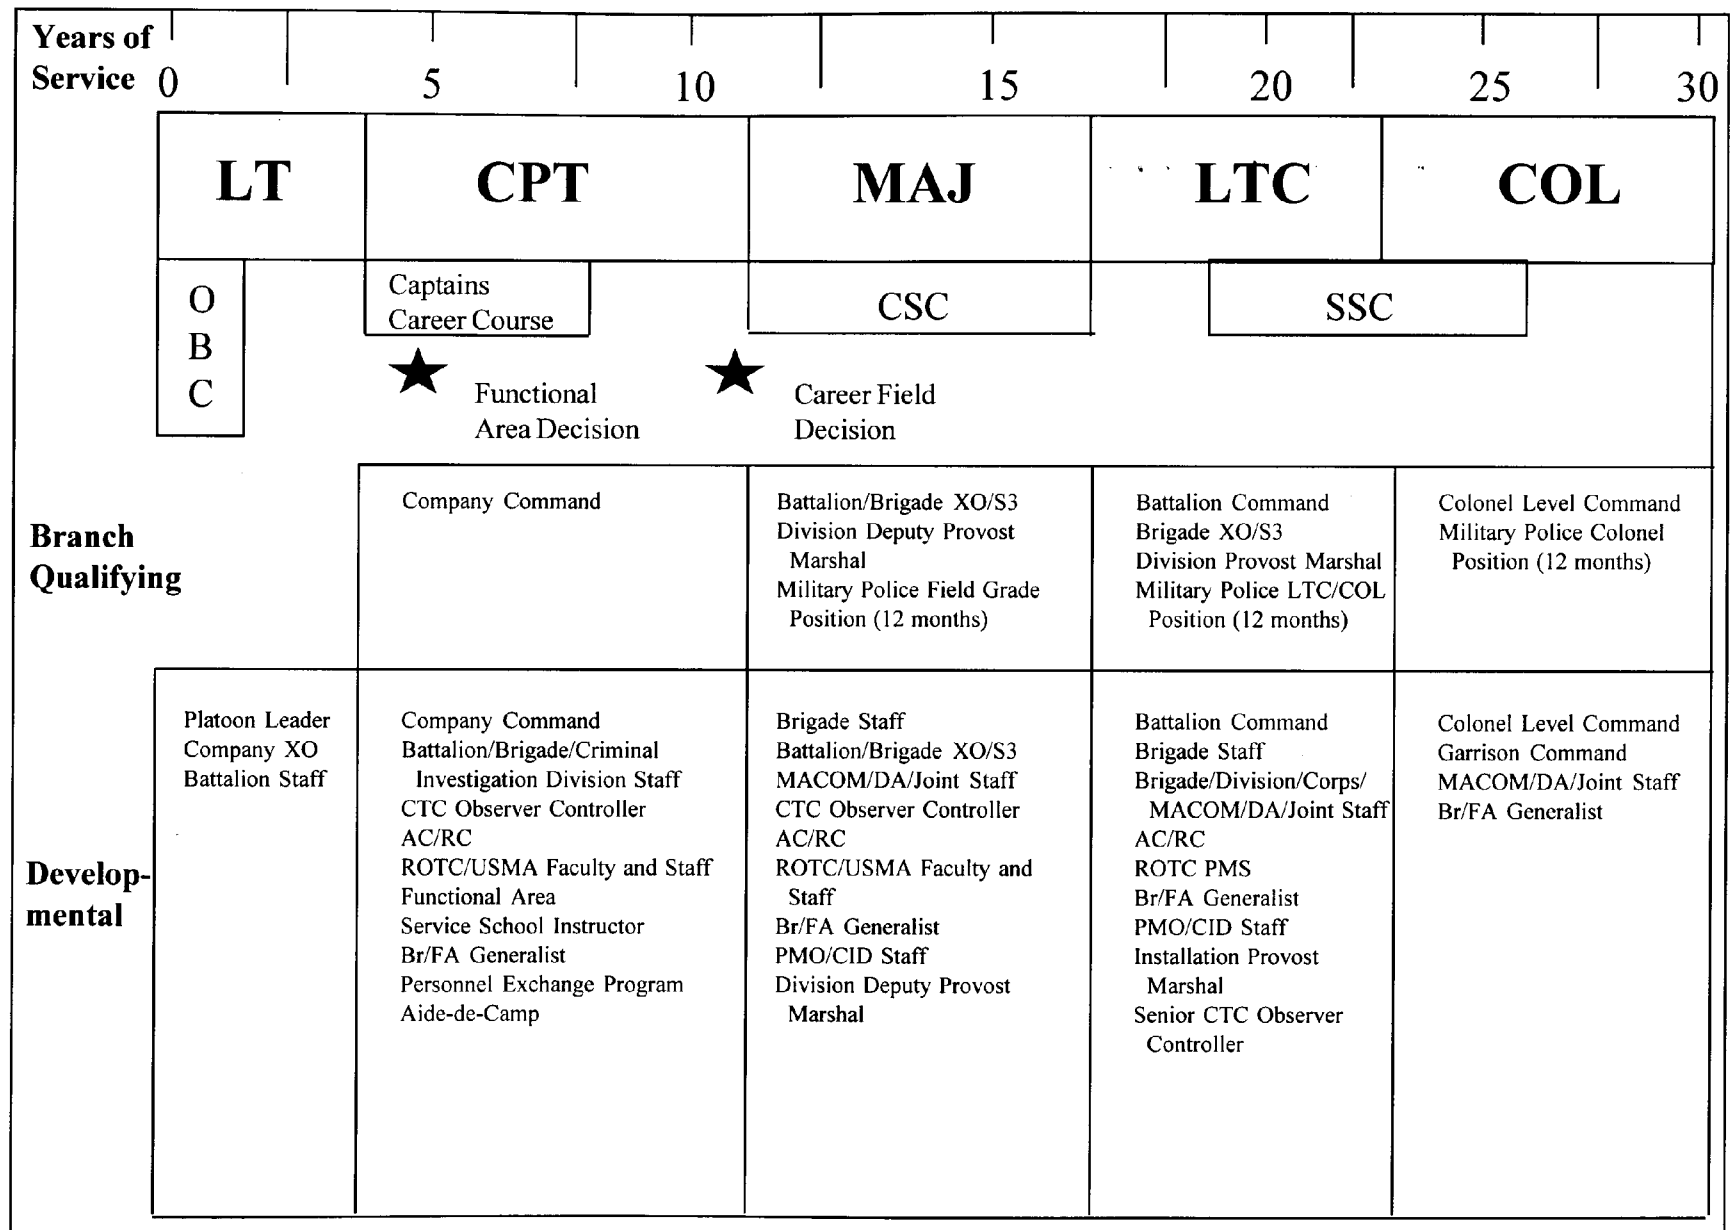 Years of
Service 0 5 10 15 20 25 30
LT CPT MAJ LTC COL
O
B
C
Captains
Career Course
CSC
SSC
Functional
Area Decision
Career Field
Decision
Branch
Qualifying
Company Command
Battalion/Brigade XO/S3
Division Deputy Provost
Marshal
Military Police Field Grade
Position (12 months)
Battalion Command
Brigade XO/S3
Division Provost Marshal
Military Police LTC/COL
Position (12 months)
Colonel Level Command
Military Police Colonel
Position (12 months)
Develop-
mental
Platoon Leader
Company XO
Battalion Staff
Company Command
Battalion/Brigade/Criminal
Investigation Division Staff
CTC Observer Controller
AC/RC
ROTC/USMA Faculty and Staff
Functional Area
Service School Instructor
Br/FA Generalist
Personnel Exchange Program
Aide-de-Camp
Brigade Staff
Battalion/Brigade XO/S3
MACOM/DA/Joint Staff
CTC Observer Controller
AC/RC
ROTC/USMA Faculty and
Staff
Br/FA Generalist
PMO/CID Staff
Division Deputy Provost
Marshal
Battalion Command
Brigade Staff
Brigade/Division/Corps/
MACOM/DA/Joint Staff
AC/RC
ROTC PMS
Br/FA Generalist
PMO/CID Staff
Installation Provost
Marshal
Senior CTC Observer
Controller
Colonel Level Command
Garrison Command
MACOM/DA/Joint Staff
Br/FA Generalist